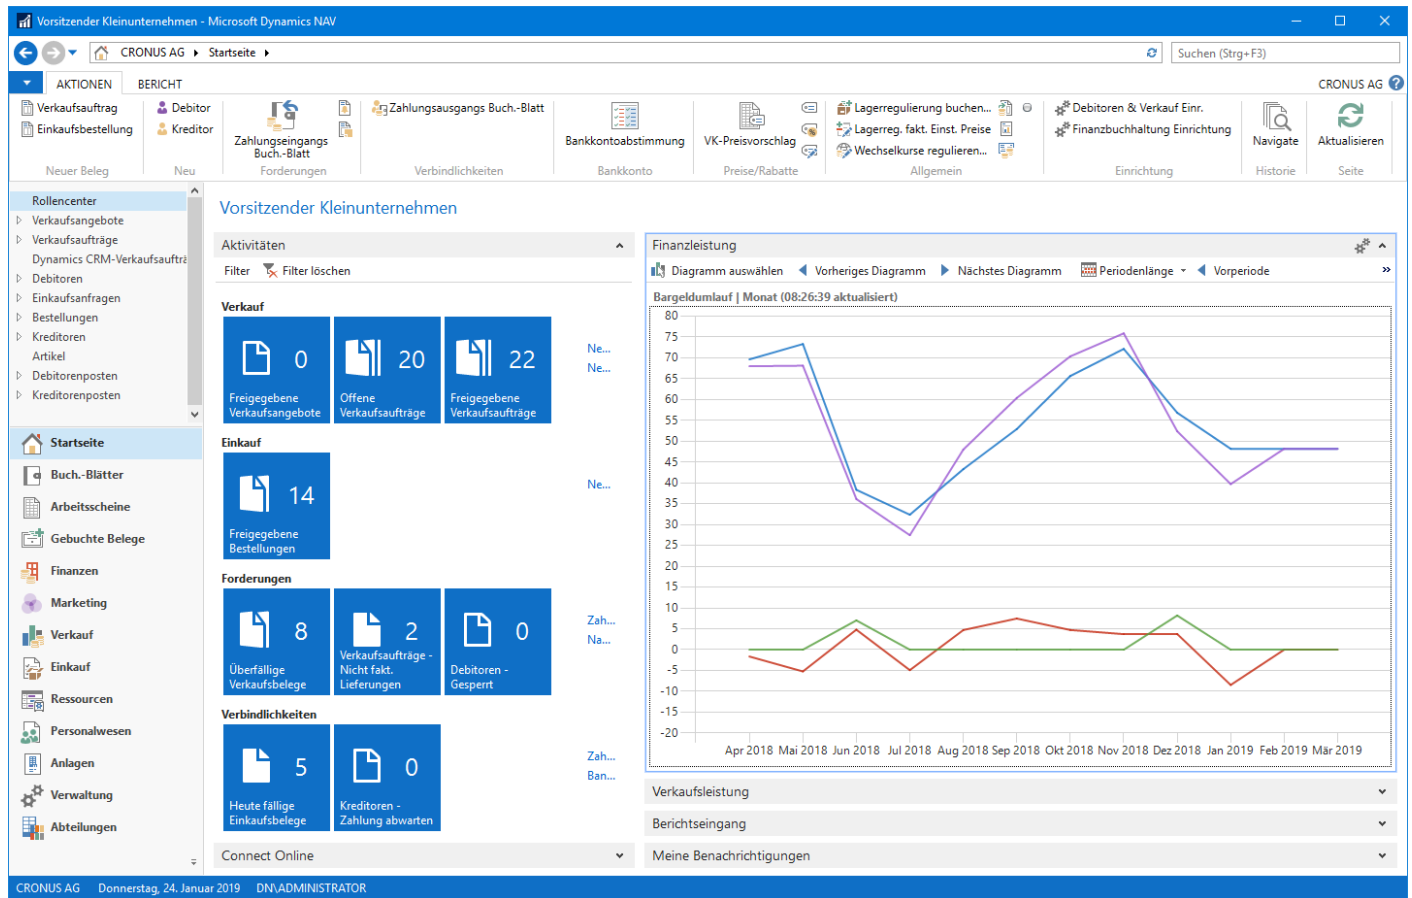 Vorsitzender Kleinunternehmen - Microsoft Dynamics NAV
CRONUS AG
Startseite
Suchen (Strg+F3)
AKTIONEN
BERICHT
CRONUS AG
Verkaufsauftrag
Einkaufsbestellung
Neuer Beleg
Debitor
Kreditor
Neu
Zahlungseingangs
Buch.-Blatt
Forderungen
Zahlungsausgangs Buch.-Blatt
Verbindlichkeiten
Bankkontoabstimmung
Bankkonto
VK-Preisvorschlag
Preise/Rabatte
Lagerregulierung buchen...
Lagerreg. fakt. Einst. Preise
Wechselkurse regulieren...
Allgemein
Debitoren & Verkauf Einr.
Finanzbuchhaltung Einrichtung
Einrichtung
Navigate
Historie
Aktualisieren
Seite
Rollencenter
Verkaufsangebote
Verkaufsaufträge
Dynamics CRM-Verkaufsaufträ
Debitoren
Einkaufsanfragen
Bestellungen
Kreditoren
Artikel
Debitorenposten
Kreditorenposten
Startseite
Buch.-Blätter
Arbeitsscheine
Gebuchte Belege
Finanzen
Marketing
Verkauf
Einkauf
Ressourcen
Personalwesen
Anlagen
Verwaltung
Abteilungen
Vorsitzender Kleinunternehmen
Aktivitäten
Filter
Filter löschen
Verkauf
0
Freigegebene
Verkaufsangebote
20
Offene
Verkaufsaufträge
22
Freigegebene
Verkaufsaufträge
Ne...
Ne...
Einkauf
14
Freigegebene
Bestellungen
Ne...
Forderungen
8
Überfällige
Verkaufsbelege
2
Verkaufsaufträge -
Nicht fakt.
Lieferungen
0
Debitoren -
Gesperrt
Zah...
Na...
Verbindlichkeiten
5
Heute fällige
Einkaufsbelege
0
Kreditoren -
Zahlung abwarten
Zah...
Ban...
Connect Online
Finanzleistung
Diagramm auswählen
Vorheriges Diagramm
Nächstes Diagramm
Periodenlänge
Vorperiode
»
Bargeldumlauf | Monat (08:26:39 aktualisiert)
80
75
70
65
60
55
50
45
40
35
30
25
20
15
10
5
0
-5
-10
-15
-20
Apr 2018 Mai 2018 Jun 2018 Jul 2018 Aug 2018 Sep 2018 Okt 2018 Nov 2018 Dez 2018 Jan 2019 Feb 2019 Mär 2019
Verkaufsleistung
Berichtseingang
Meine Benachrichtigungen
CRONUS AG
Donnerstag, 24. Januar 2019
DN\ADMINISTRATOR